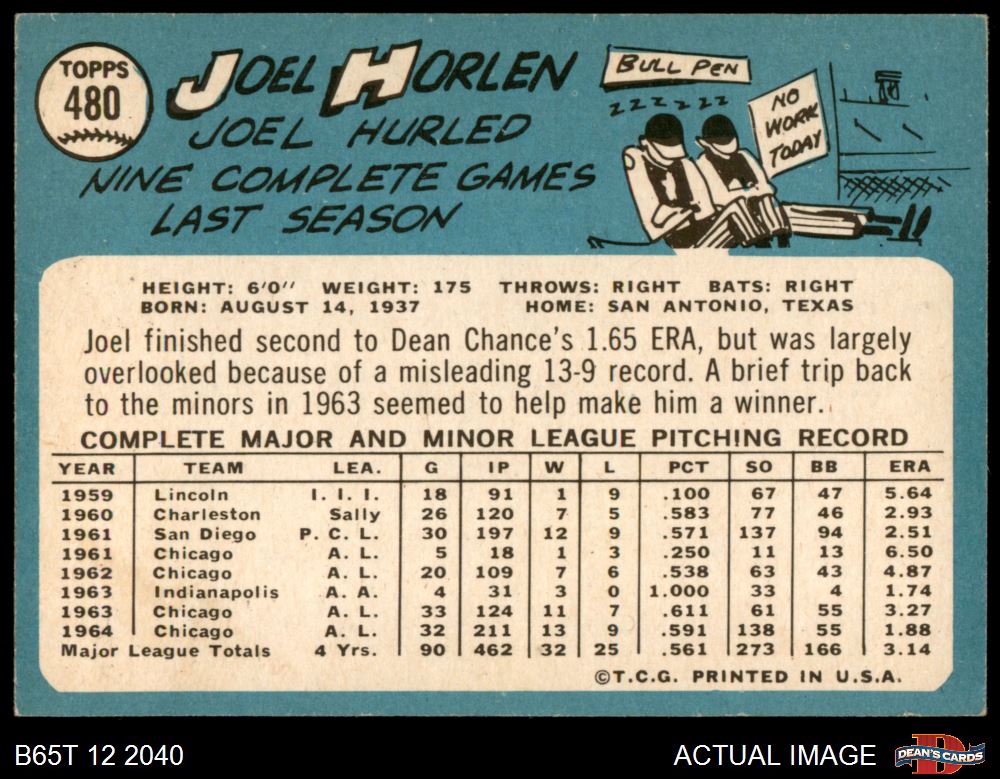 TOPPS
480
JOEL HORLEN
JOEL HURLED
NINE COMPLETE GAMES
LAST SEASON
BULL PEN
ZZZZZZ
NO
WORK
TODAY
HEIGHT: 6'0" WEIGHT: 175 THROWS: RIGHT BATS: RIGHT
BORN: AUGUST 14, 1937 HOME: SAN ANTONIO, TEXAS
Joel finished second to Dean Chance's 1.65 ERA, but was largely
overlooked because of a misleading 13-9 record. A brief trip back
to the minors in 1963 seemed to help make him a winner.
COMPLETE MAJOR AND MINOR LEAGUE PITCHING RECORD
YEAR TEAM LEA. G IP W L PCT SO BB ERA
1959 Lincoln I. I. I. 18 91 1 9 .100 67 47 5.64
1960 Charleston Sally 26 120 7 5 .583 77 46 2.93
1961 San Diego P. C. L. 30 197 12 9 .571 137 94 2.51
1961 Chicago A. L. 5 18 1 3 .250 11 13 6.50
1962 Chicago A. L. 20 109 7 6 .538 63 43 4.87
1963 Indianapolis A. A. 4 31 3 0 1.000 33 4 1.74
1963 Chicago A. L. 33 124 11 7 .611 61 55 3.27
1964 Chicago A. L. 32 211 13 9 .591 138 55 1.88
Major League Totals 4 Yrs. 90 462 32 25 .561 273 166 3.14
©T.C.G. PRINTED IN U.S.A.
B65T 12 2040 ACTUAL IMAGE DEAN'S CARDS